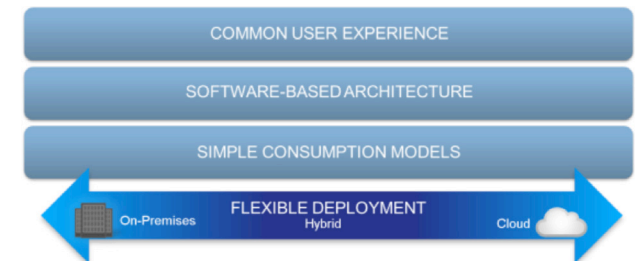 COMMON USER EXPERIENCE
SOFTWARE-BASED ARCHITECTURE
SIMPLE CONSUMPTION MODELS
FLEXIBLE DEPLOYMENT
On-Premises Hybrid Cloud